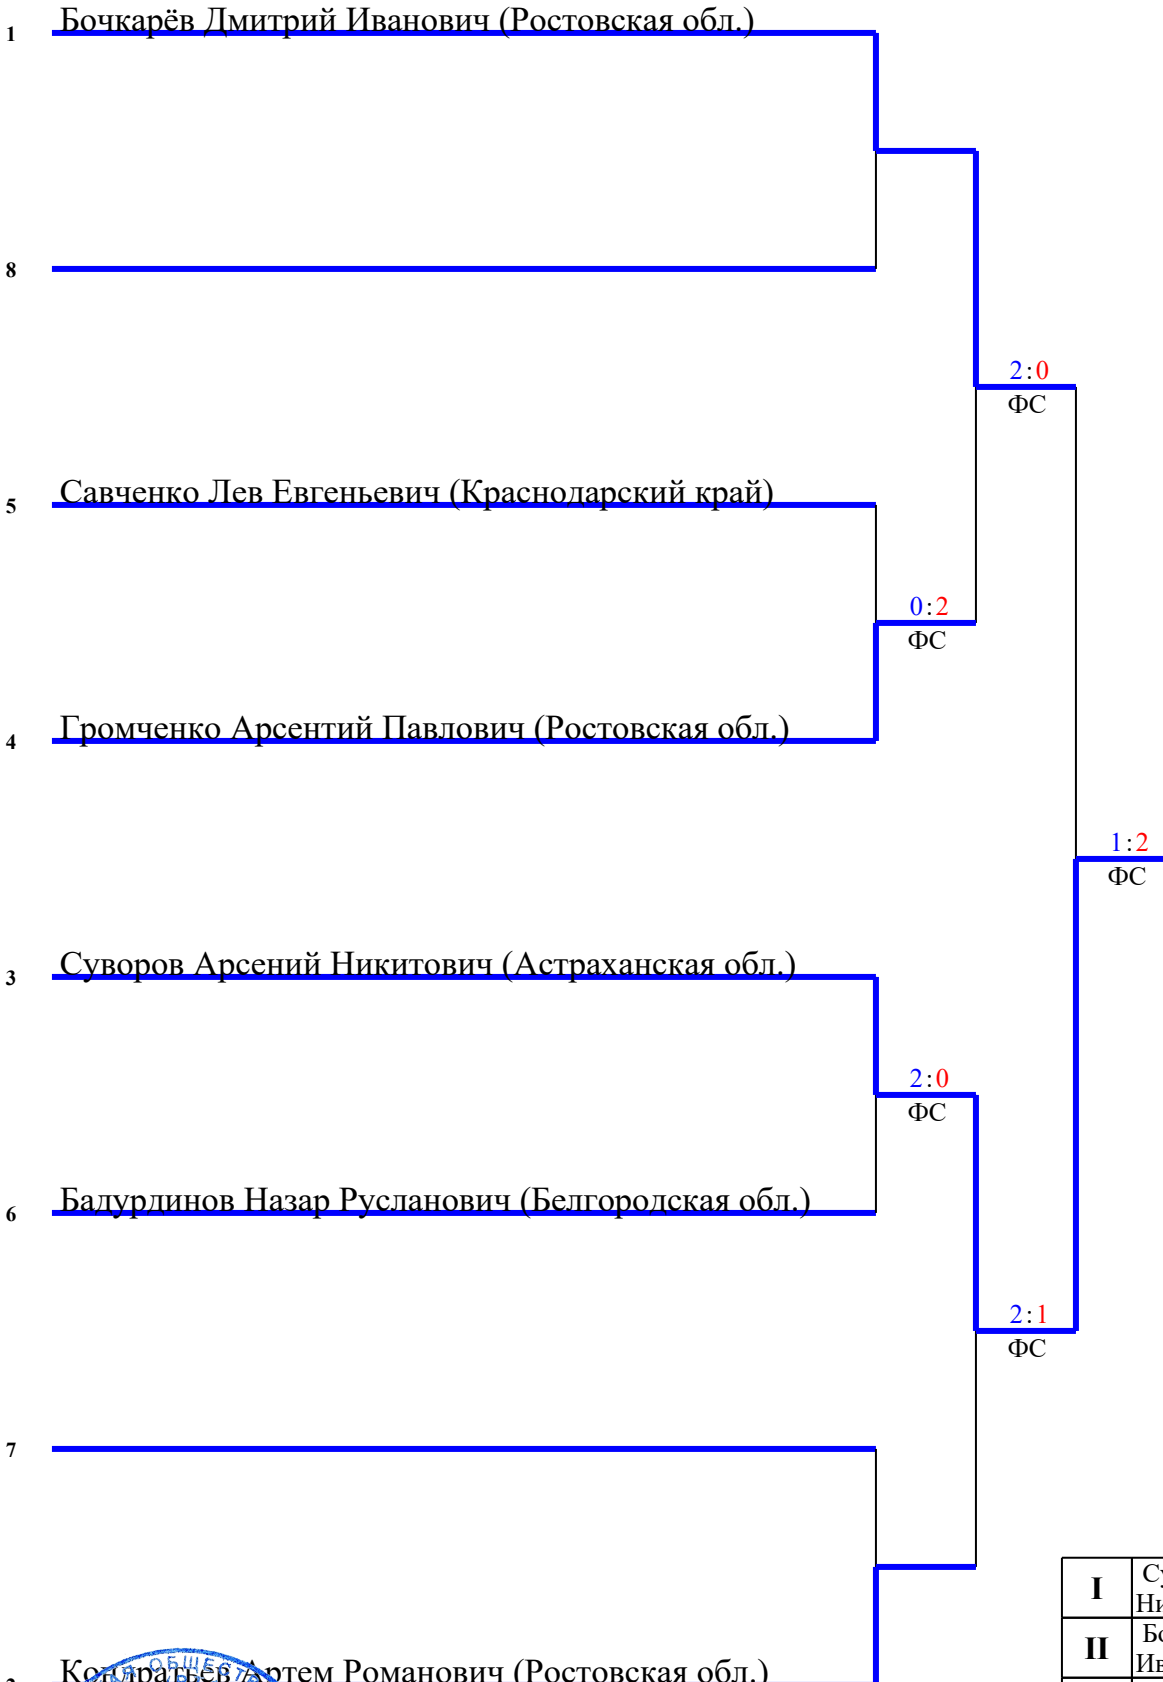 1 Бочкарёв Дмитрий Иванович (Ростовская обл.)
8
2:0
ФС
5 Савченко Лев Евгеньевич (Краснодарский край)
0:2
ФС
4 Громченко Арсентий Павлович (Ростовская обл.)
1:2
ФС
3 Суворов Арсений Никитович (Астраханская обл.)
2:0
ФС
6 Бадурдинов Назар Русланович (Белгородская обл.)
2:1
ФС
7
I
II
Кондратьев Артем Романович (Ростовская обл.)